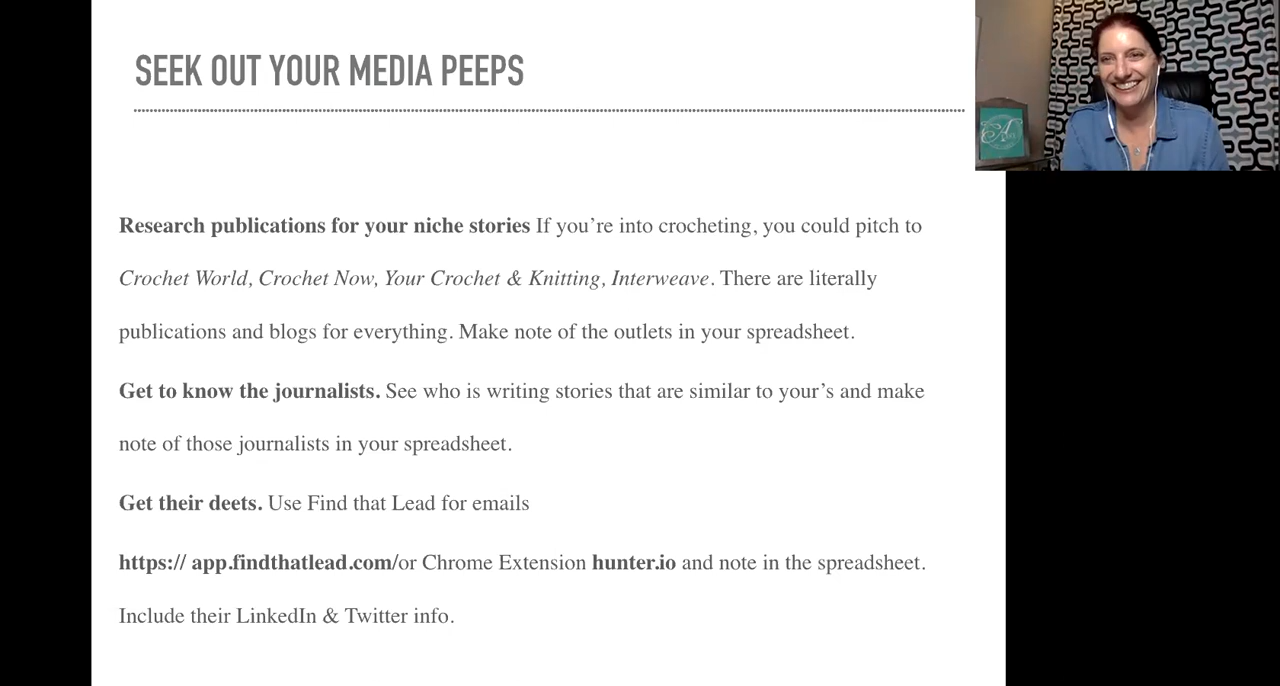 SEEK OUT YOUR MEDIA PEEPS
Research publications for your niche stories If you’re into crocheting, you could pitch to
Crochet World, Crochet Now, Your Crochet & Knitting, Interweave. There are literally
publications and blogs for everything. Make note of the outlets in your spreadsheet.
Get to know the journalists. See who is writing stories that are similar to your’s and make
note of those journalists in your spreadsheet.
Get their deets. Use Find that Lead for emails
https:// app.findthatlead.com/or Chrome Extension hunter.io and note in the spreadsheet.
Include their LinkedIn & Twitter info.